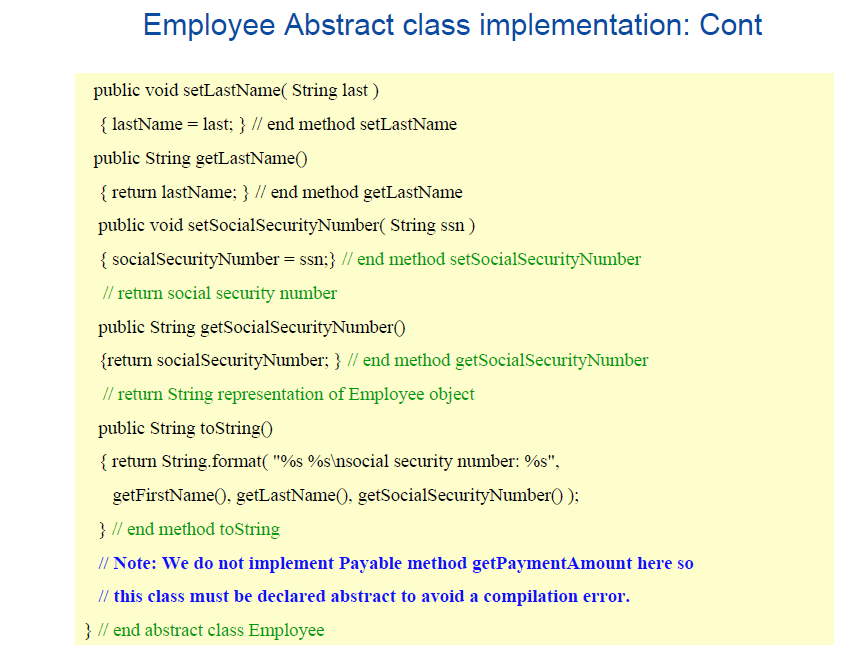 Employee Abstract class implementation: Cont
public void setLastName( String last )
{ lastName = last; } // end method setLastName
public String getLastName()
{ return lastName; } // end method getLastName
public void setSocialSecurityNumber( String ssn )
{ socialSecurityNumber = ssn;} // end method setSocialSecurityNumber
// return social security number
public String getSocialSecurityNumber()
{return socialSecurityNumber; } // end method getSocialSecurityNumber
// return String representation of Employee object
public String toString()
{ return String.format( "%s %s\nsocial security number: %s",
getFirstName(), getLastName(), getSocialSecurityNumber() );
} // end method toString
// Note: We do not implement Payable method getPaymentAmount here so
// this class must be declared abstract to avoid a compilation error.
} // end abstract class Employee